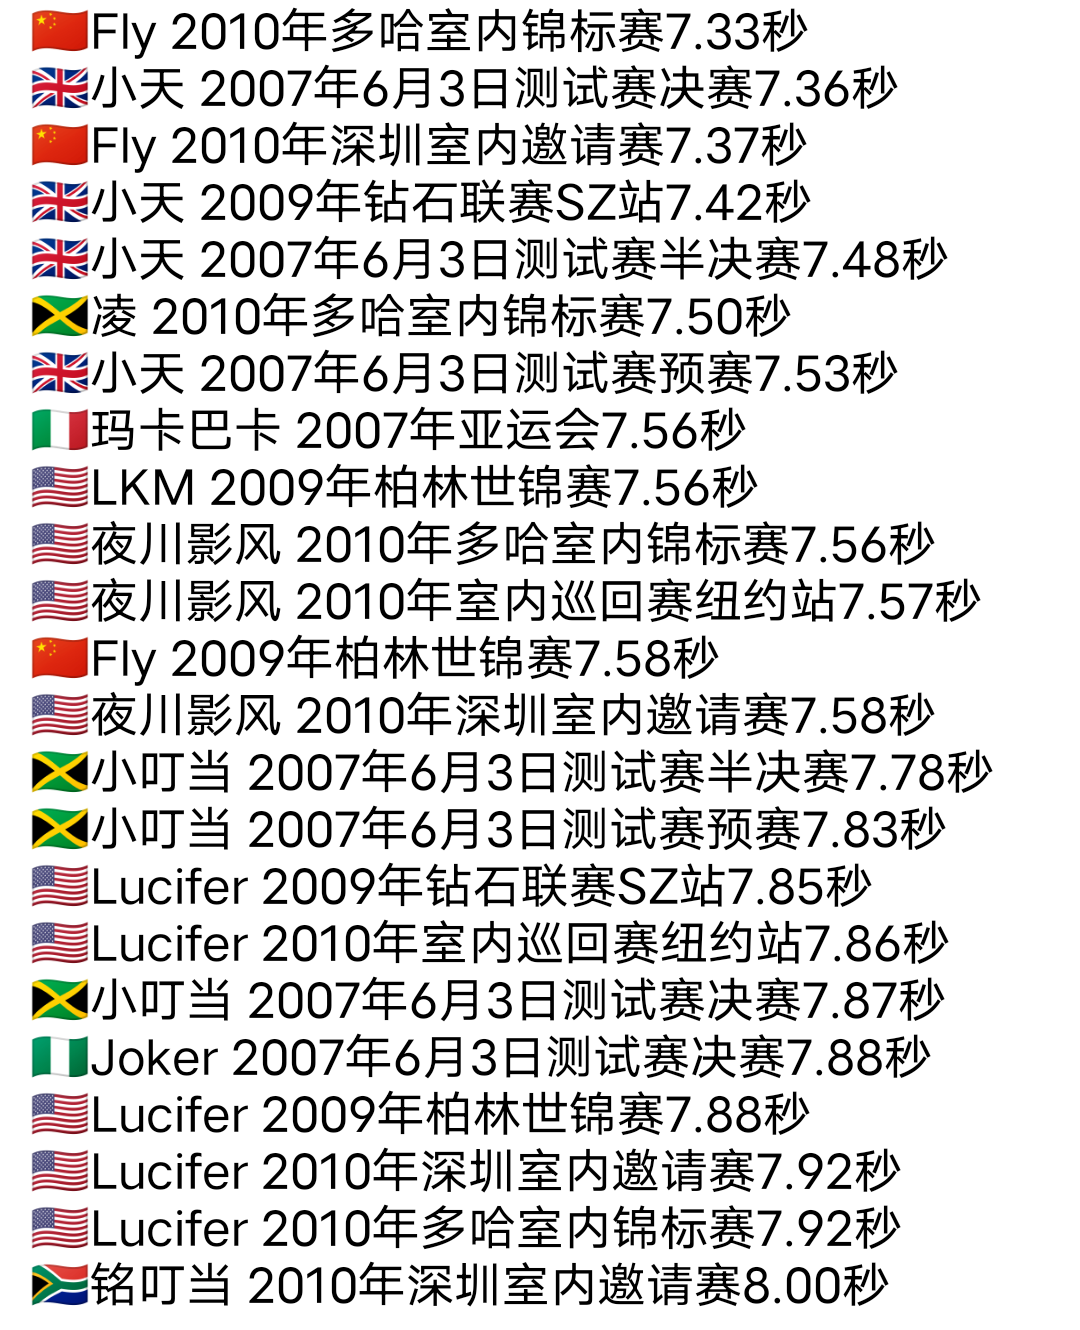 🇨🇳Fly 2010年多哈室内锦标赛7.33秒
🇬🇧小天 2007年6月3日测试赛决赛7.36秒
🇨🇳Fly 2010年深圳室内邀请赛7.37秒
🇬🇧小天 2009年钻石联赛SZ站7.42秒
🇬🇧小天 2007年6月3日测试赛半决赛7.48秒
🇯🇲凌 2010年多哈室内锦标赛7.50秒
🇬🇧小天 2007年6月3日测试赛预赛7.53秒
🇮🇹玛卡巴卡 2007年亚运会7.56秒
🇺🇸LKM 2009年柏林世锦赛7.56秒
🇺🇸夜川影风 2010年多哈室内锦标赛7.56秒
🇺🇸夜川影风 2010年室内巡回赛纽约站7.57秒
🇨🇳Fly 2009年柏林世锦赛7.58秒
🇺🇸夜川影风 2010年深圳室内邀请赛7.58秒
🇯🇲小叮当 2007年6月3日测试赛半决赛7.78秒
🇯🇲小叮当 2007年6月3日测试赛预赛7.83秒
🇺🇸Lucifer 2009年钻石联赛SZ站7.85秒
🇺🇸Lucifer 2010年室内巡回赛纽约站7.86秒
🇯🇲小叮当 2007年6月3日测试赛决赛7.87秒
🇳🇬Joker 2007年6月3日测试赛决赛7.88秒
🇺🇸Lucifer 2009年柏林世锦赛7.88秒
🇺🇸Lucifer 2010年深圳室内邀请赛7.92秒
🇺🇸Lucifer 2010年多哈室内锦标赛7.92秒
🇿🇦铭叮当 2010年深圳室内邀请赛8.00秒